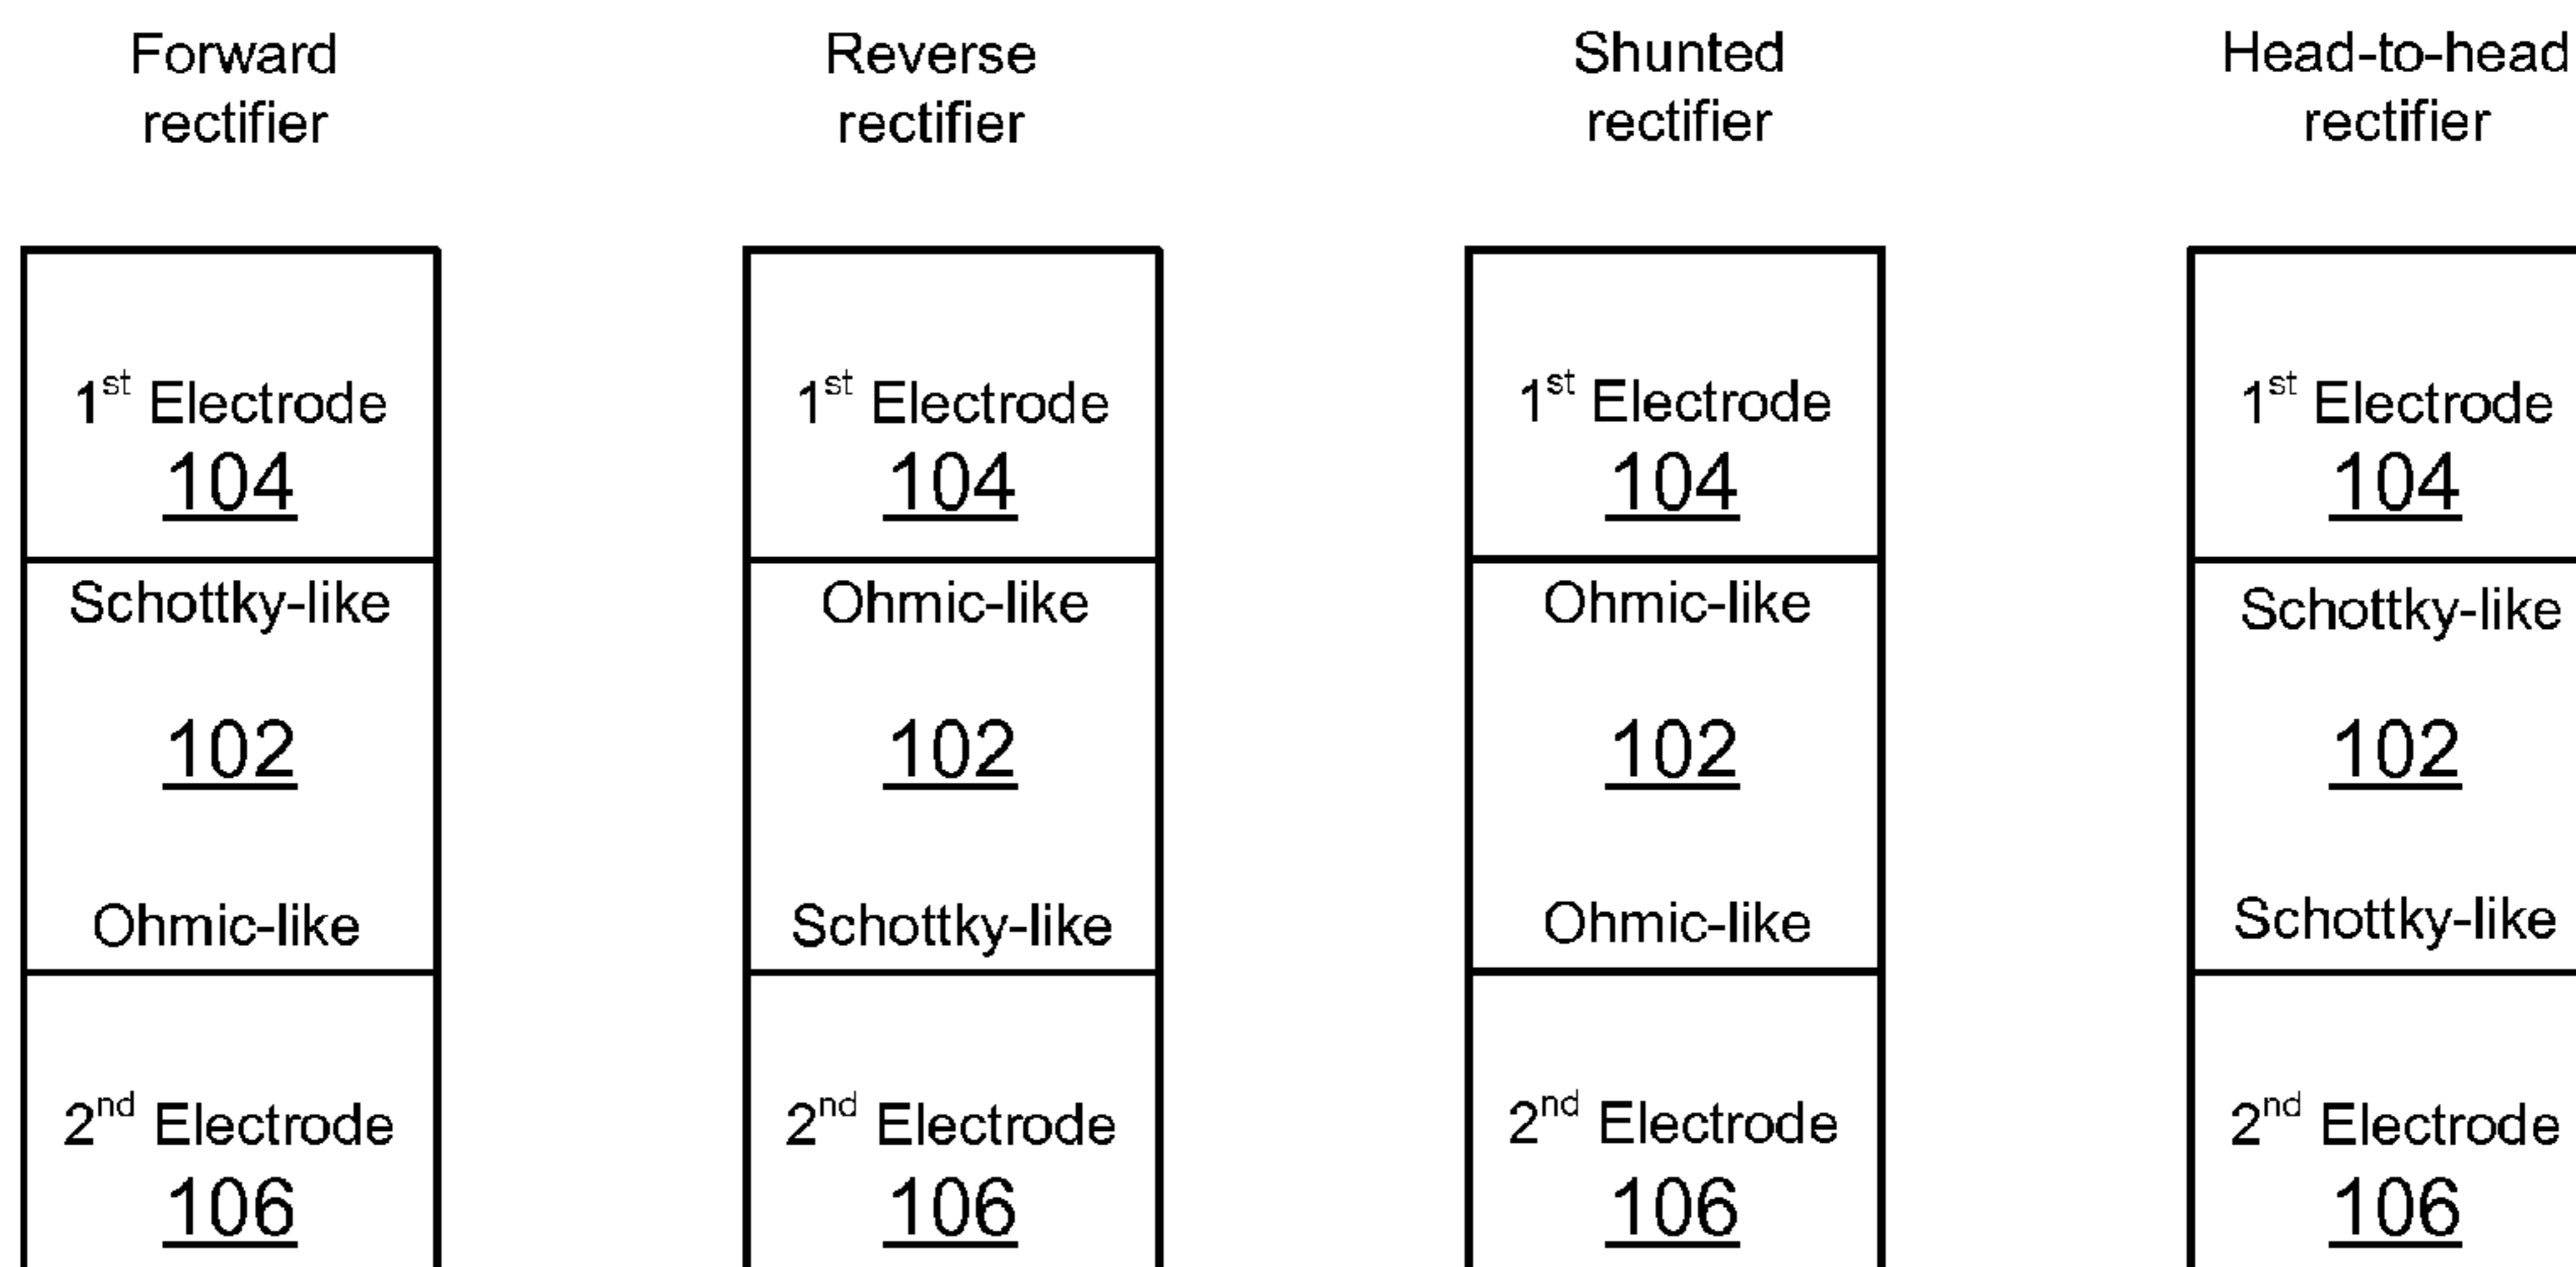 Forward
rectifier
1st Electrode
104
Schottky-like
102
Ohmic-like
2nd Electrode
106
Reverse
rectifier
1st Electrode
104
Ohmic-like
102
Schottky-like
2nd Electrode
106
Shunted
rectifier
1st Electrode
104
Ohmic-like
102
Ohmic-like
2nd Electrode
106
Head-to-head
rectifier
1st Electrode
104
Schottky-like
102
Schottky-like
2nd Electrode
106